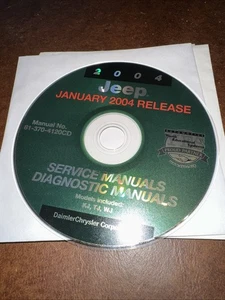 2004
Jeep
JANUARY 2004 RELEASE
Manual No.
81-370-4120CD
SERVICE MANUALS
DIAGNOSTIC MANUALS
Models included:
KJ, TJ, WJ
DaimlerChrysler Corpo